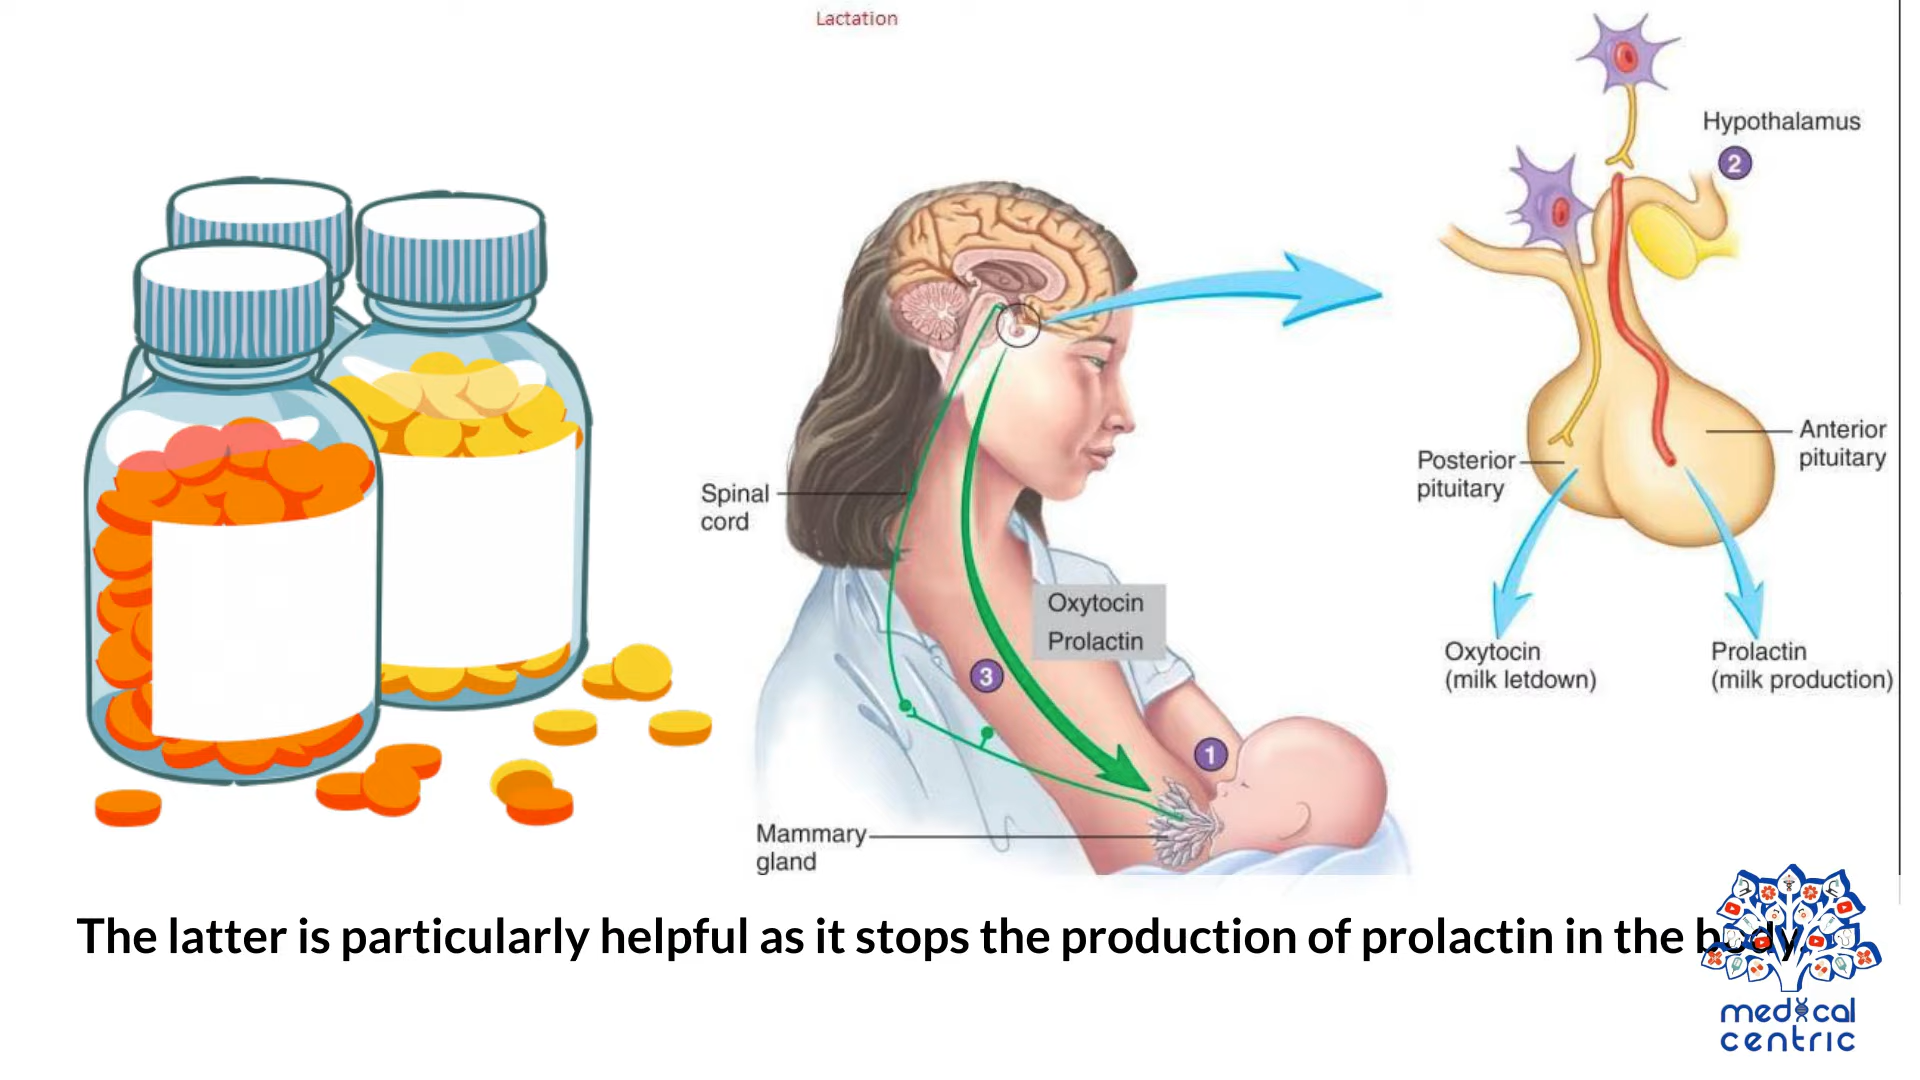 Lactation
Hypothalamus
2
Spinal
cord
Posterior
pituitary
Anterior
pituitary
Oxytocin
Prolactin
3
1
Oxytocin
(milk letdown)
Prolactin
(milk production)
Mammary
gland
The latter is particularly helpful as it stops the production of prolactin in the body.
medical
centric